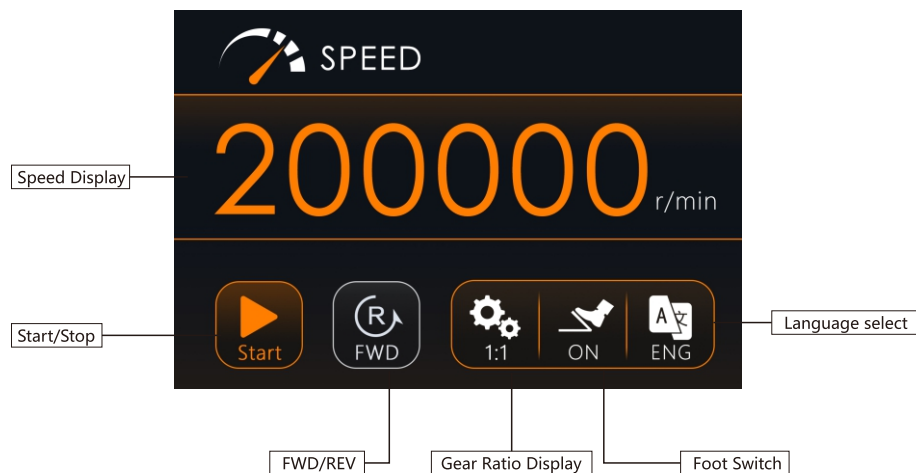 SPEED
Speed Display
200000 r/min
Start/Stop
Start
R
FWD
1:1
ON
A 文
ENG
Language select
FWD/REV
Gear Ratio Display
Foot Switch